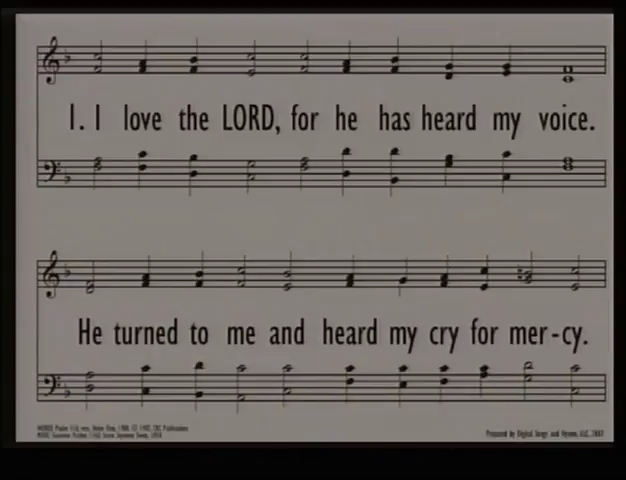 1. I love the LORD, for he has heard my voice.
He turned to me and heard my cry for mer-cy.